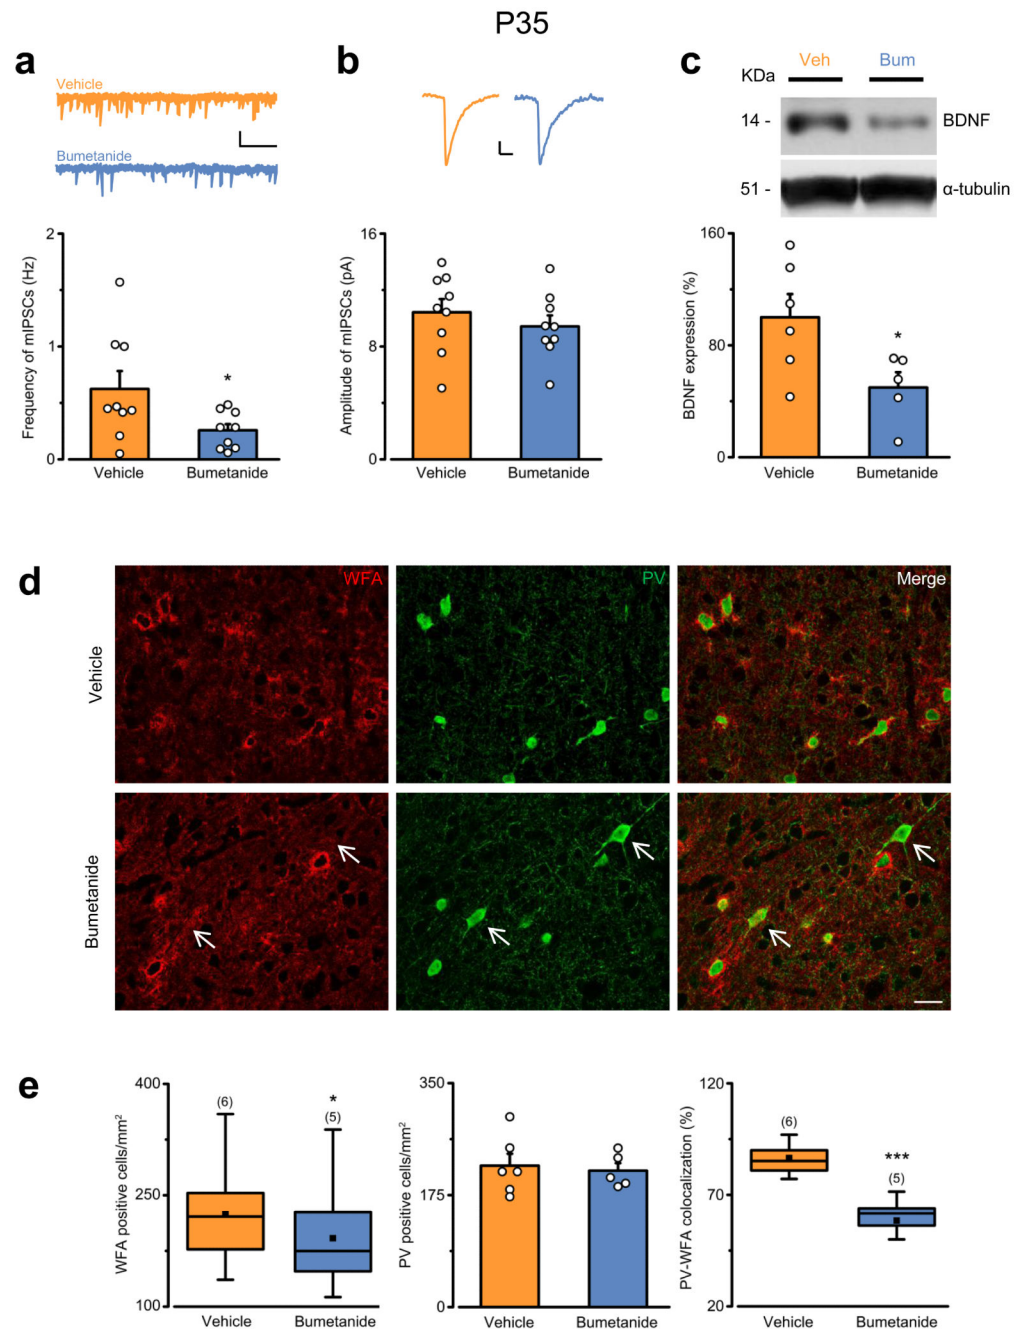 P35
a
Vehicle
Bumetanide
Frequency of mIPSCs (Hz)
2
1
0
*
Vehicle
Bumetanide
b
Amplitude of mIPSCs (pA)
16
8
0
Vehicle
Bumetanide
c
Veh
Bum
KDa
14 -
BDNF
51 -
α-tubulin
BDNF expression (%)
160
80
0
*
Vehicle
Bumetanide
d
WFA
PV
Merge
Vehicle
Bumetanide
e
WFA positive cells/mm²
400
250
100
(6)
*
(5)
Vehicle
Bumetanide
PV positive cells/mm²
350
175
0
Vehicle
Bumetanide
PV-WFA colocalization (%)
120
70
20
(6)
***
(5)
Vehicle
Bumetanide